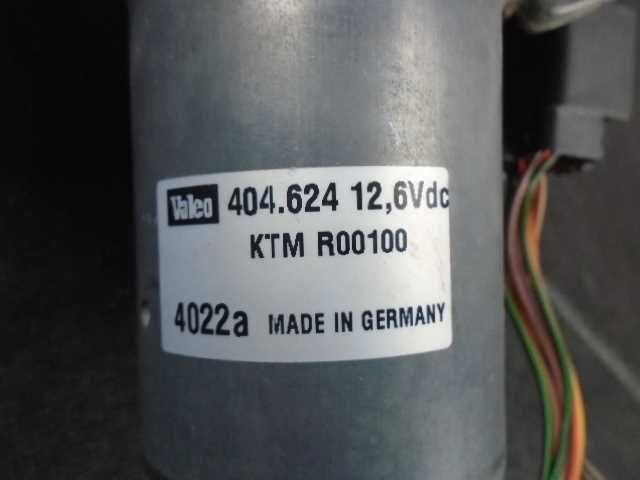 Valeo 404.624 12,6Vdc
KTM R00100
4022a MADE IN GERMANY